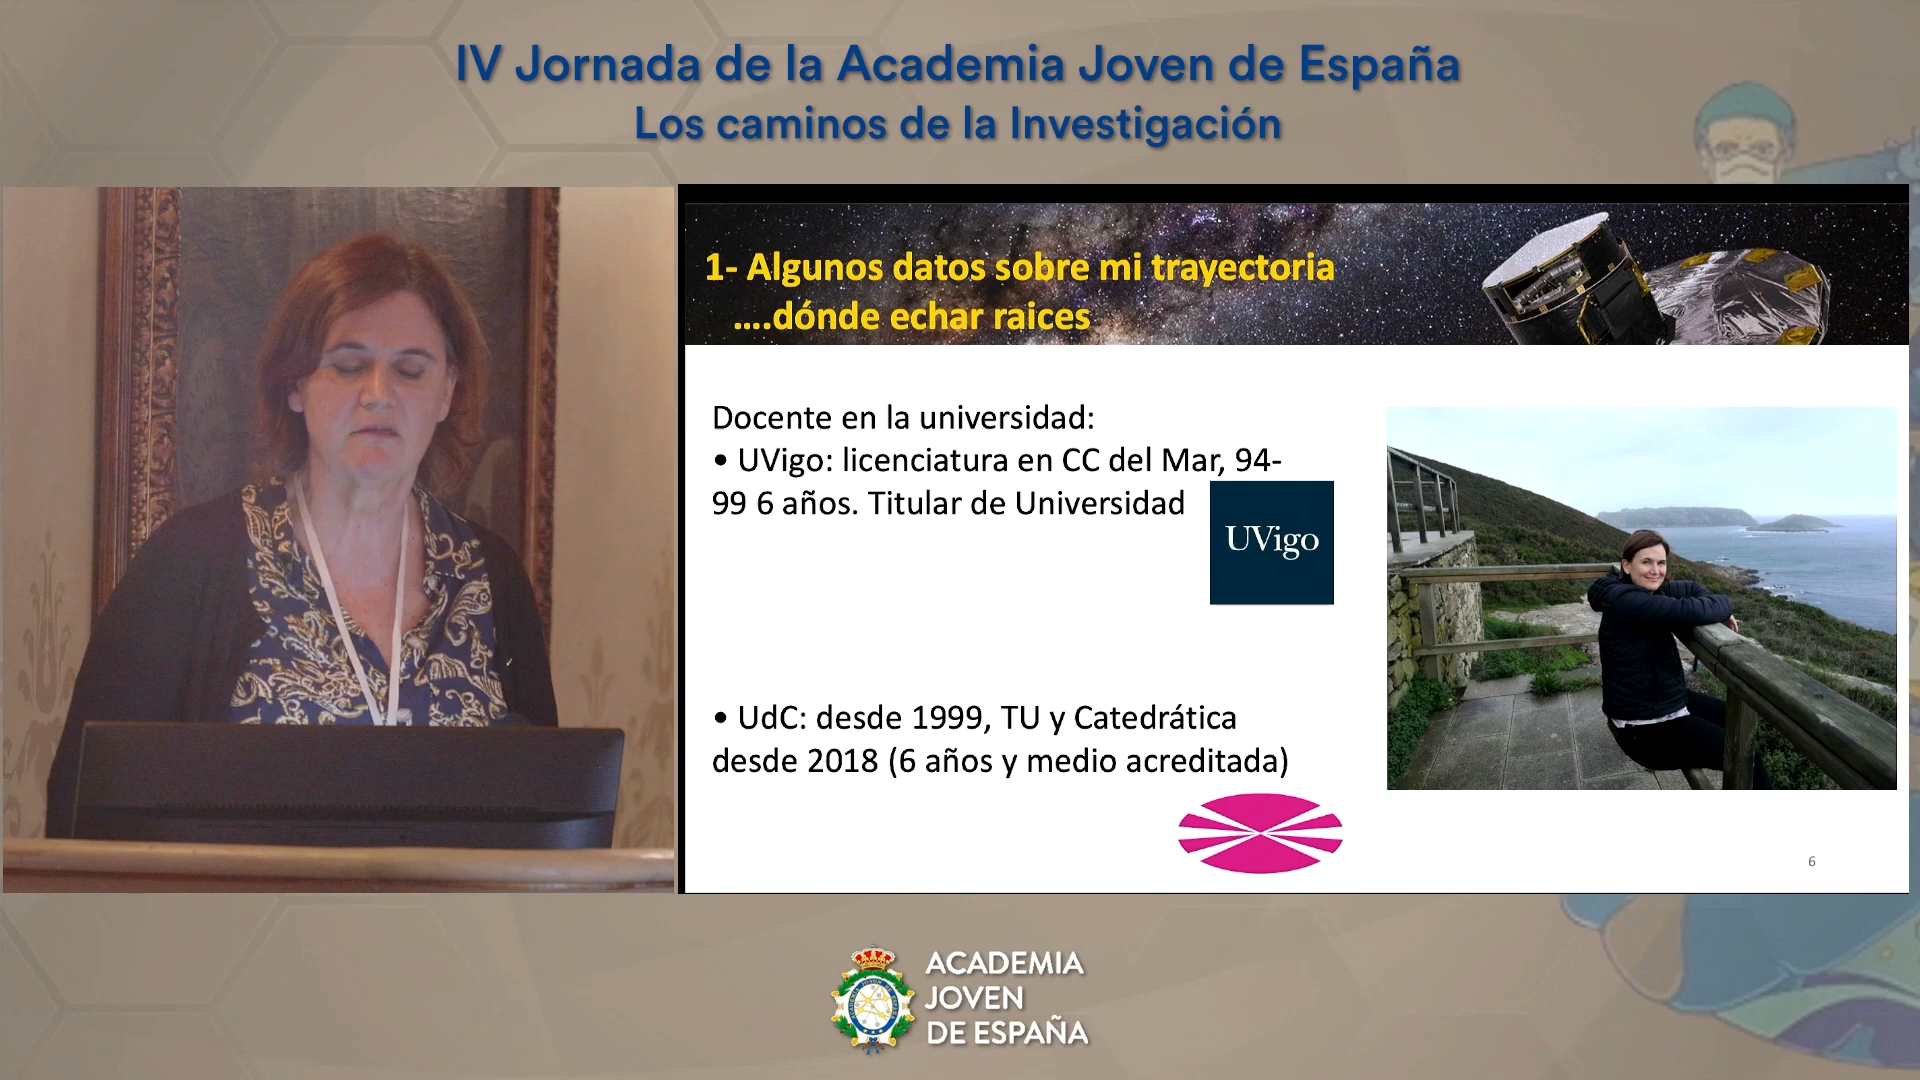 IV Jornada de la Academia Joven de España
Los caminos de la Investigación
1- Algunos datos sobre mi trayectoria
....dónde echar raices
Docente en la universidad:
• UVigo: licenciatura en CC del Mar, 94-
99 6 años. Titular de Universidad
UVigo
• UdC: desde 1999, TU y Catedrática
desde 2018 (6 años y medio acreditada)
6
ACADEMIA
JOVEN
DE ESPAÑA